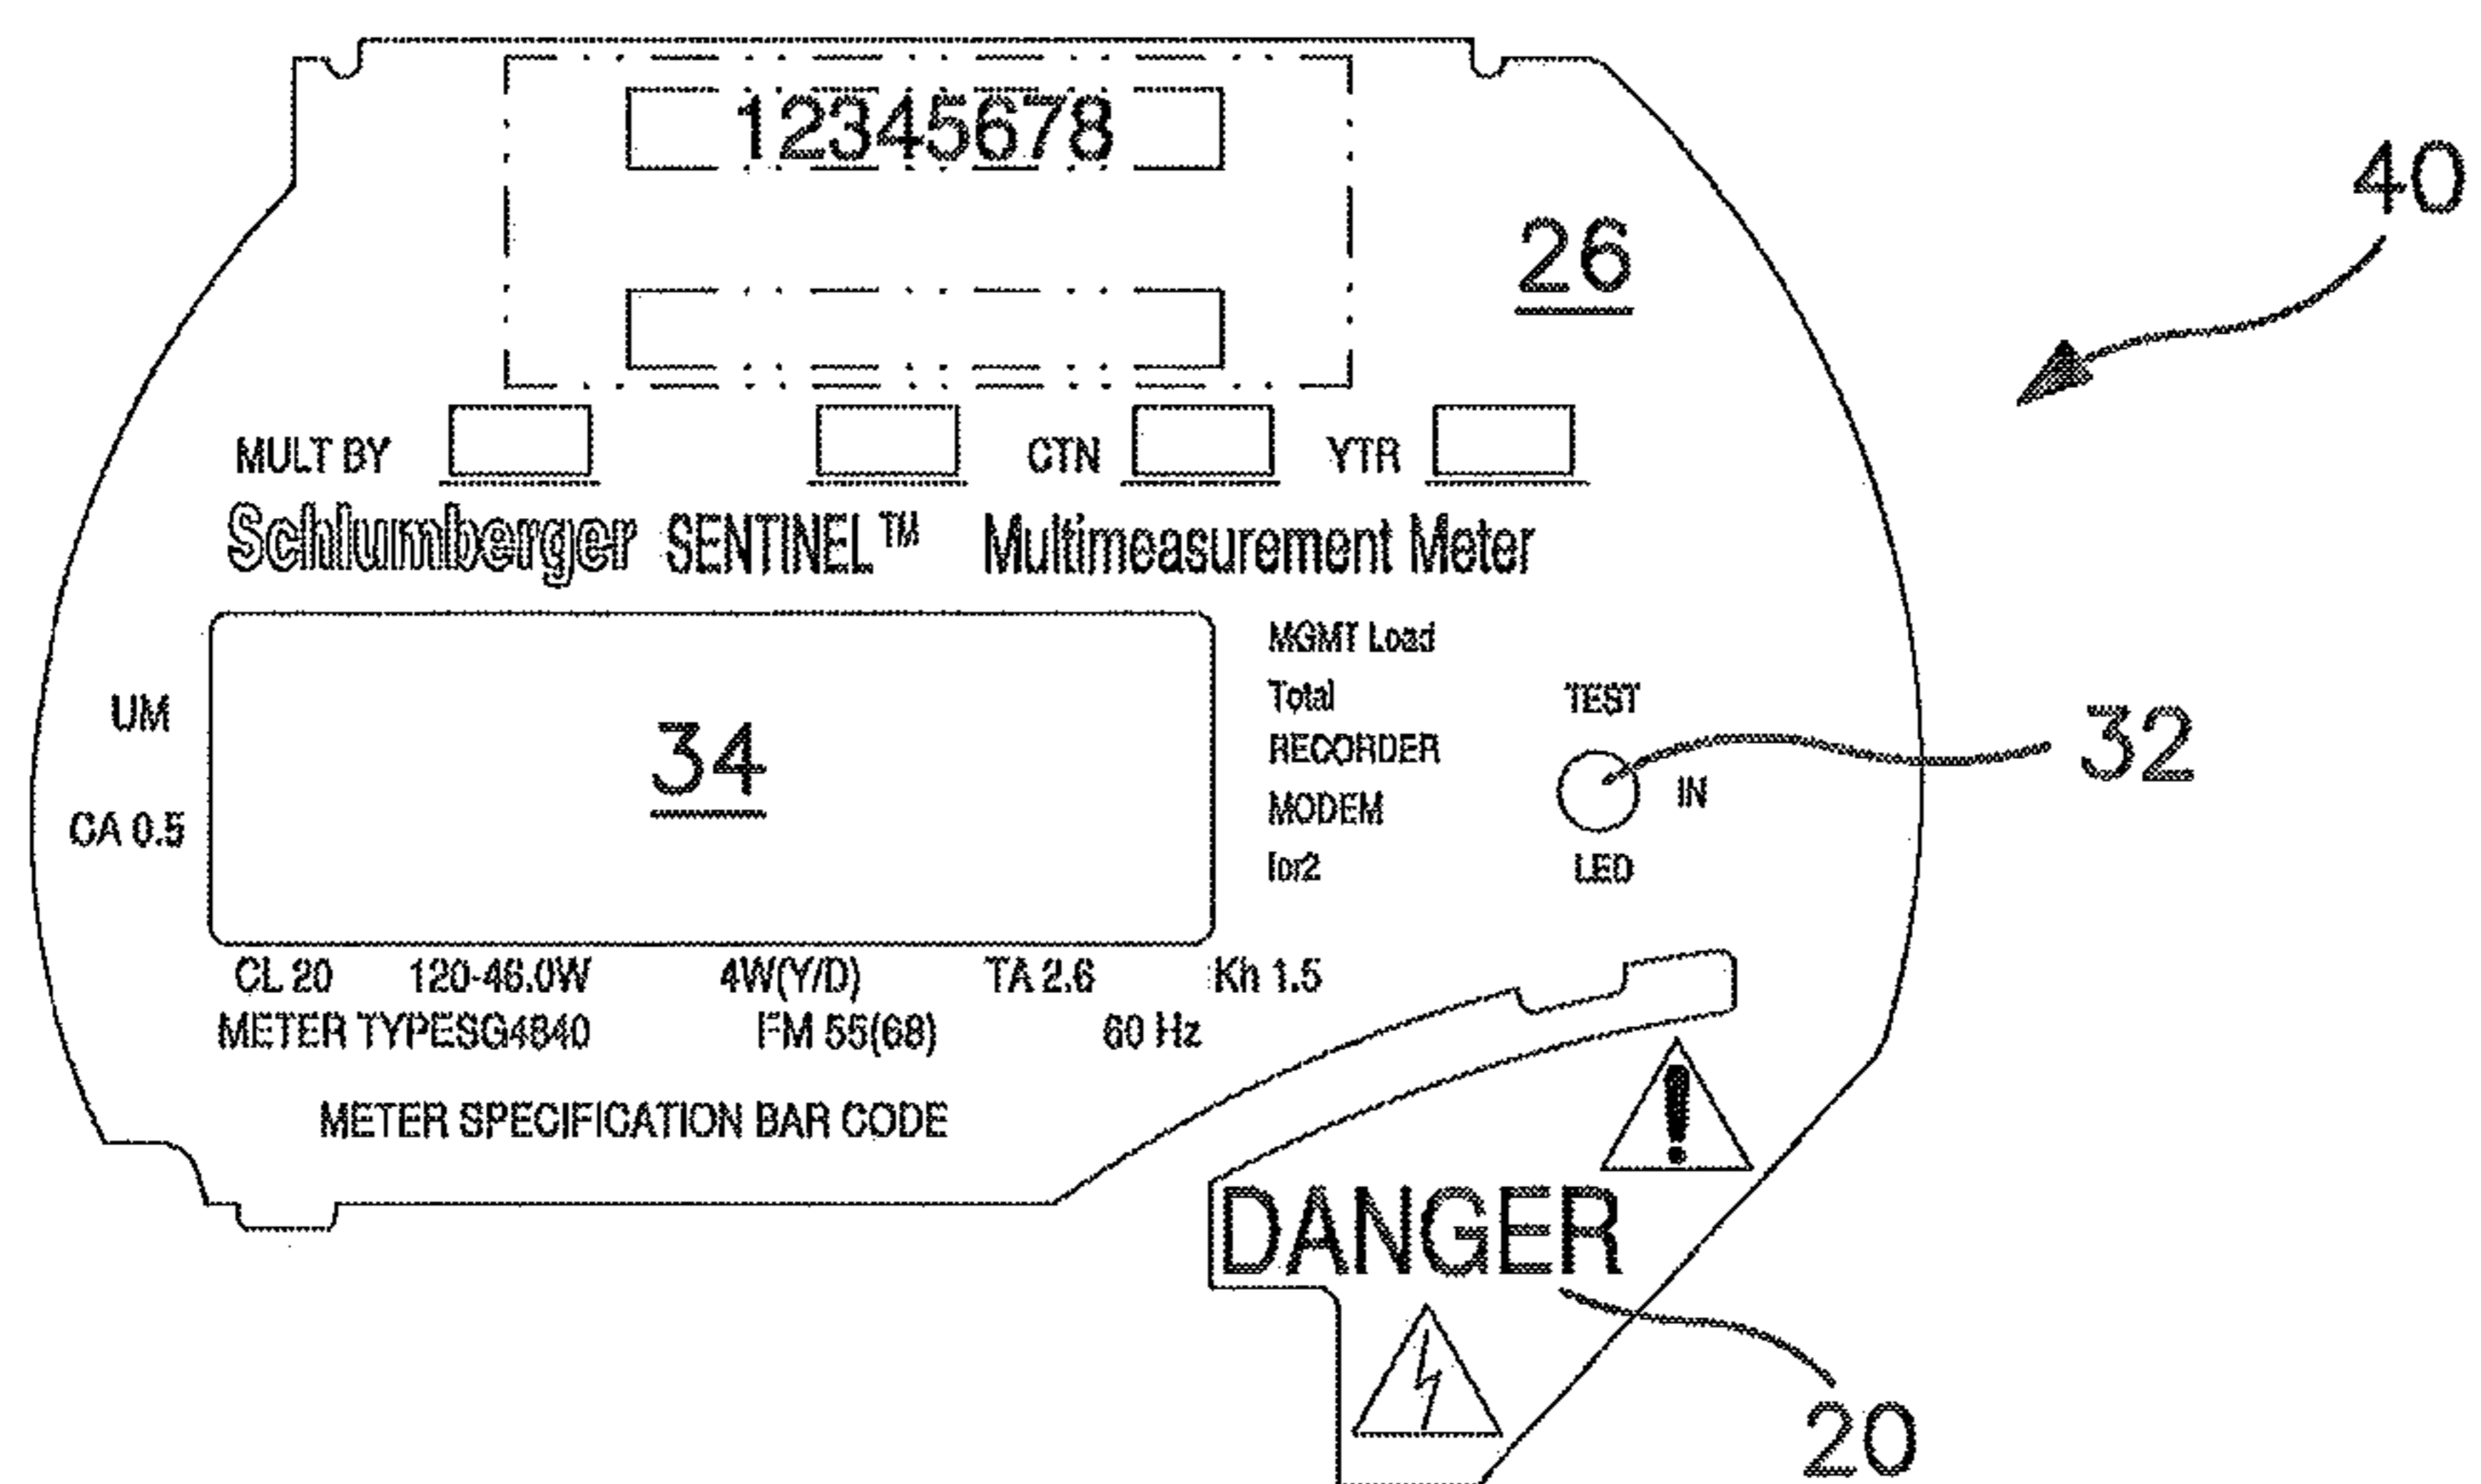 12345678
40
26
MULT BY CTN YTR
Schlumberger SENTINEL™ Multimeasurement Meter
MGMT Load
UM
Total
TEST
34
RECORDER
32
CA 0.5
MODEM
IN
Ior2
LED
CL 20 120-46.0W 4W(Y/D) TA 2.6 Kh 1.5
METER TYPESG4840 FM 55(68) 60 Hz
METER SPECIFICATION BAR CODE
!
DANGER
20